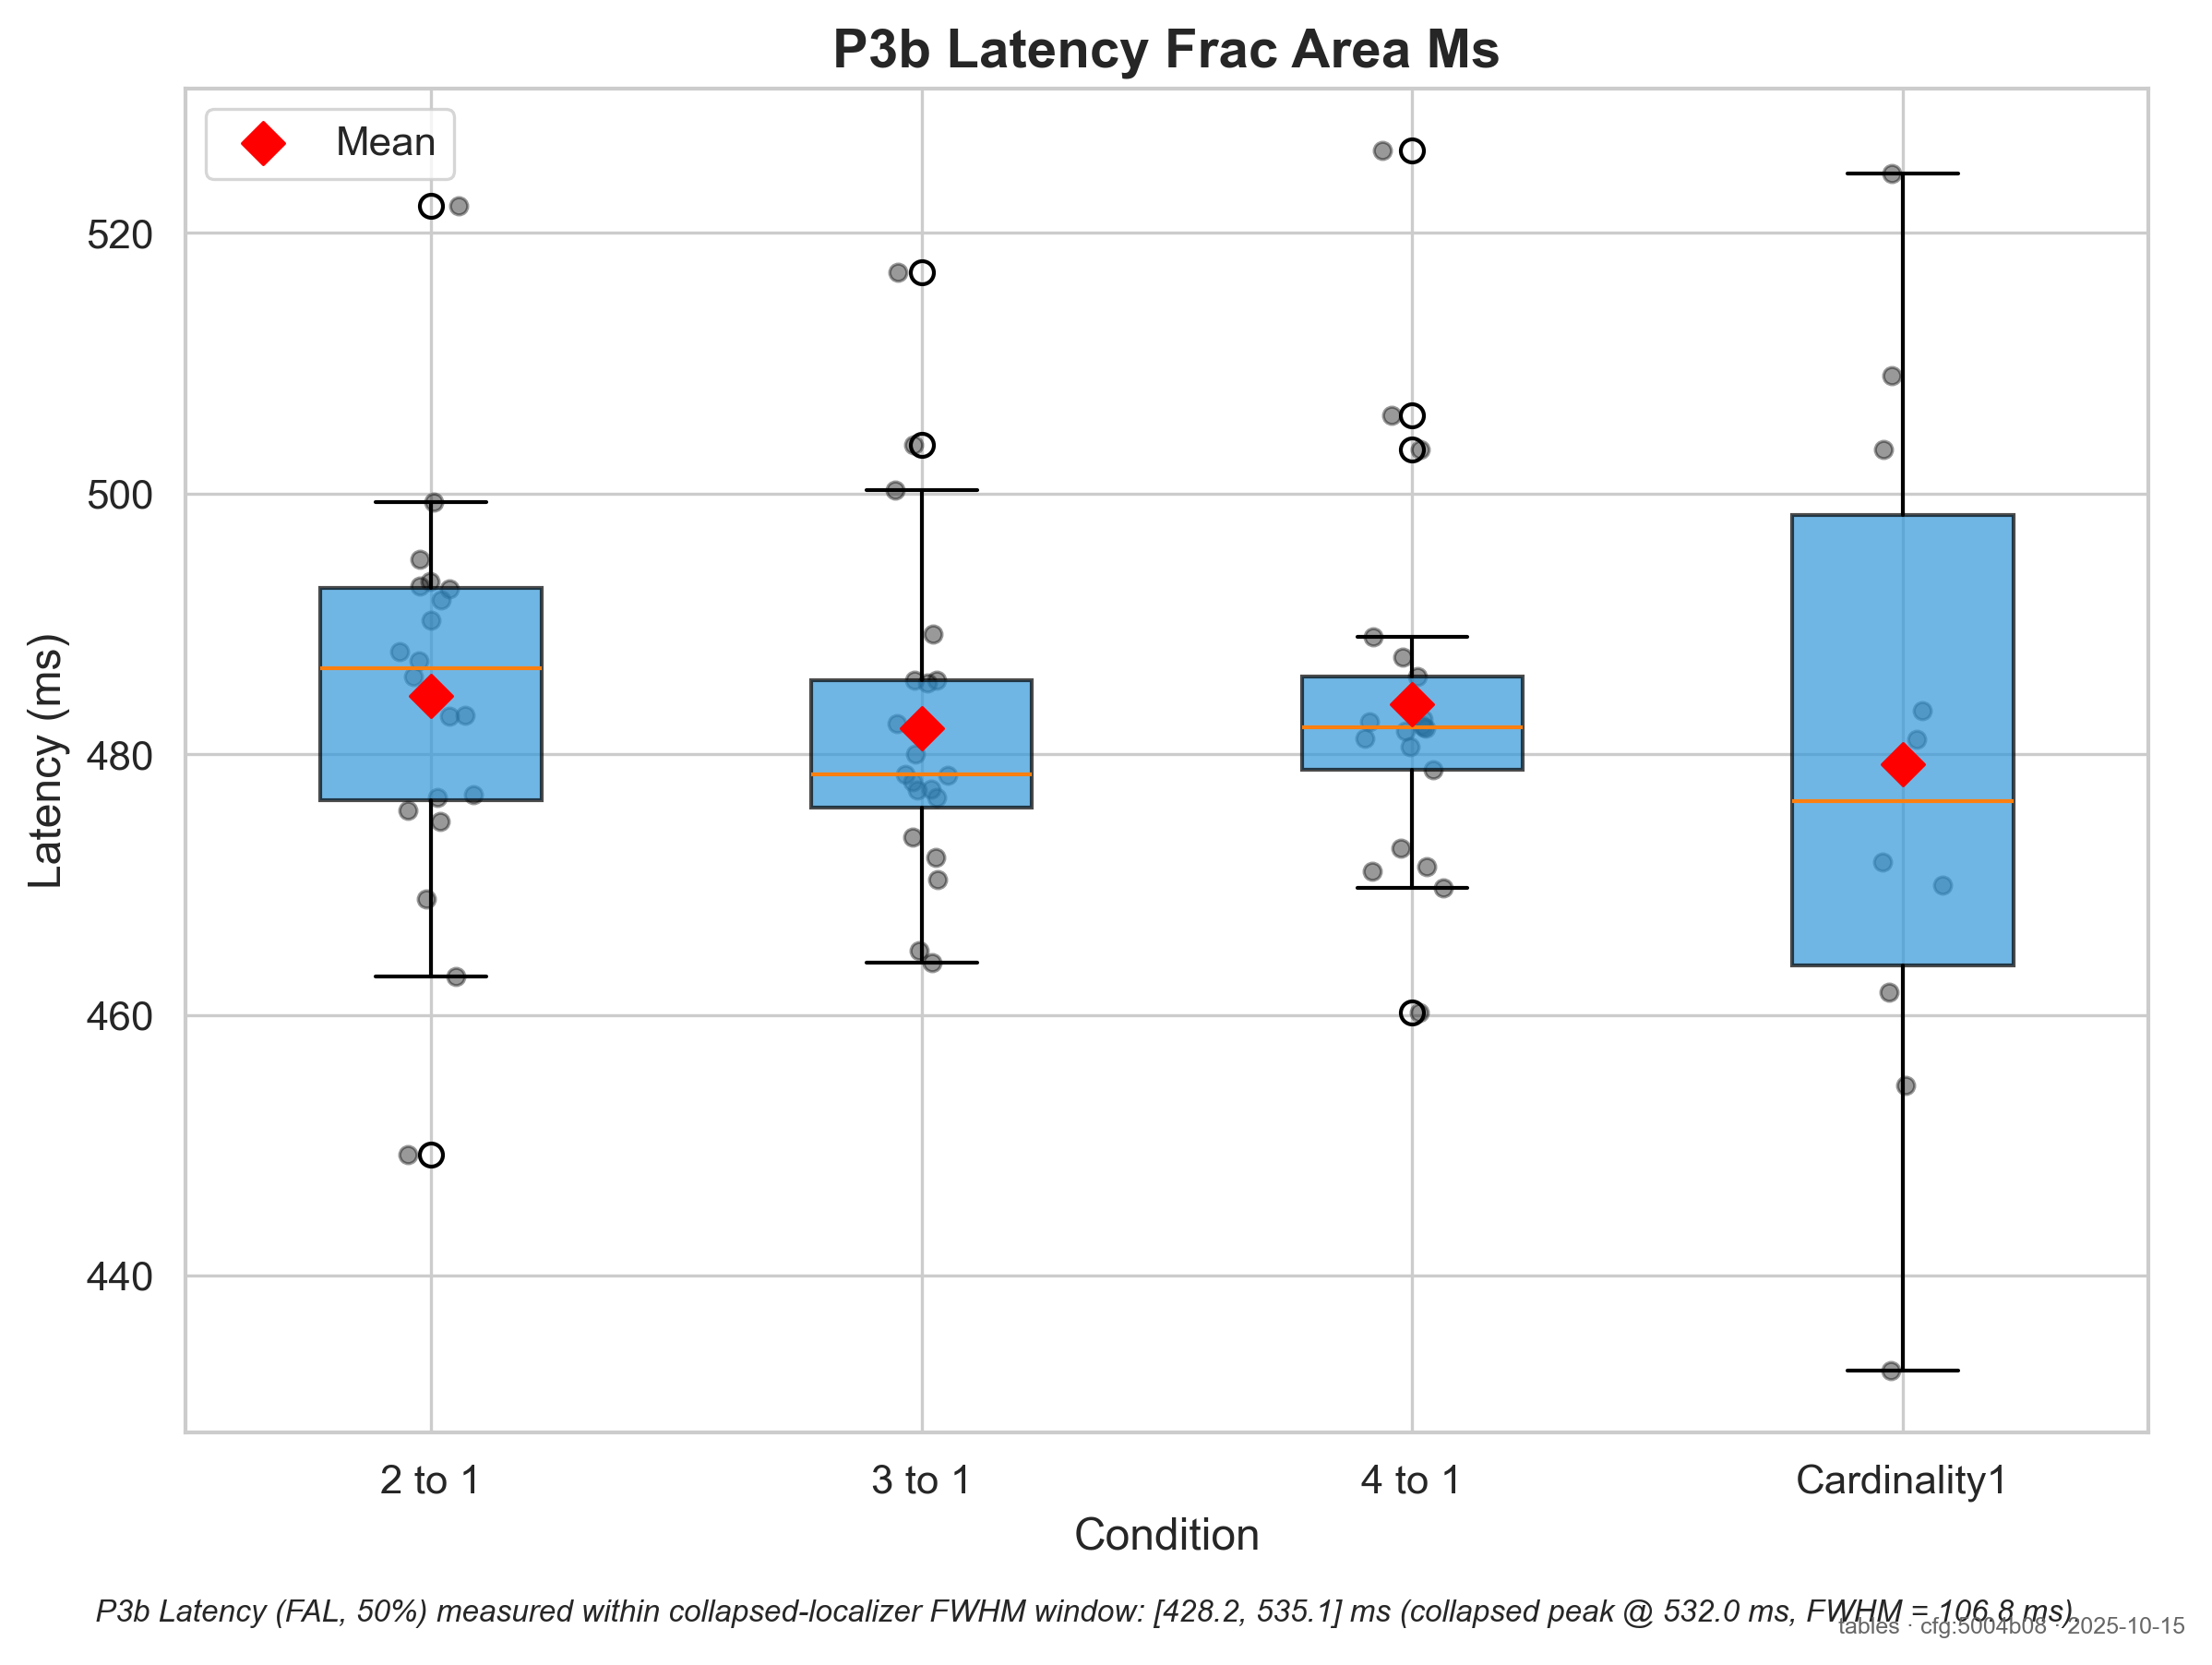 P3b Latency Frac Area Ms
Mean
520
500
480
460
440
Latency (ms)
2 to 1
3 to 1
4 to 1
Cardinality1
Condition
P3b Latency (FAL, 50%) measured within collapsed-localizer FWHM window: [428.2, 535.1] ms (collapsed peak @ 532.0 ms, FWHM = 106.8 ms).
tables · cfg:5004b08 · 2025-10-15